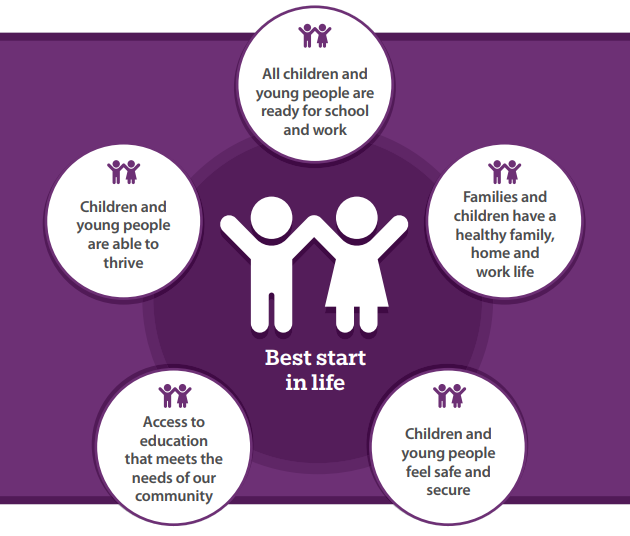 All children and
young people are
ready for school
and work
Children and
young people
are able to
thrive
Families and
children have a
healthy family,
home and
work life
Best start
in life
Access to
education
that meets the
needs of our
community
Children and
young people
feel safe and
secure